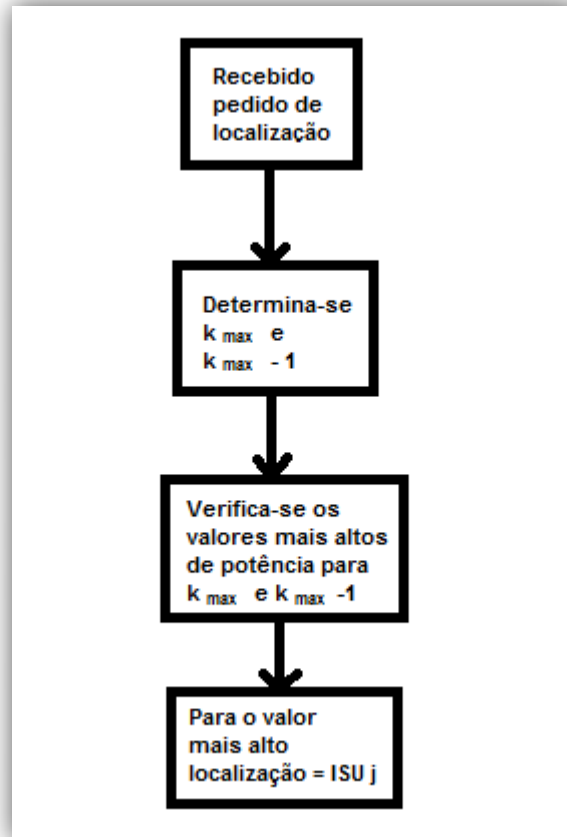 Recebido
pedido de
localização
Determina-se
k max e
k max - 1
Verifica-se os
valores mais altos
de potência para
k max e k max -1
Para o valor
mais alto
localização = ISU j